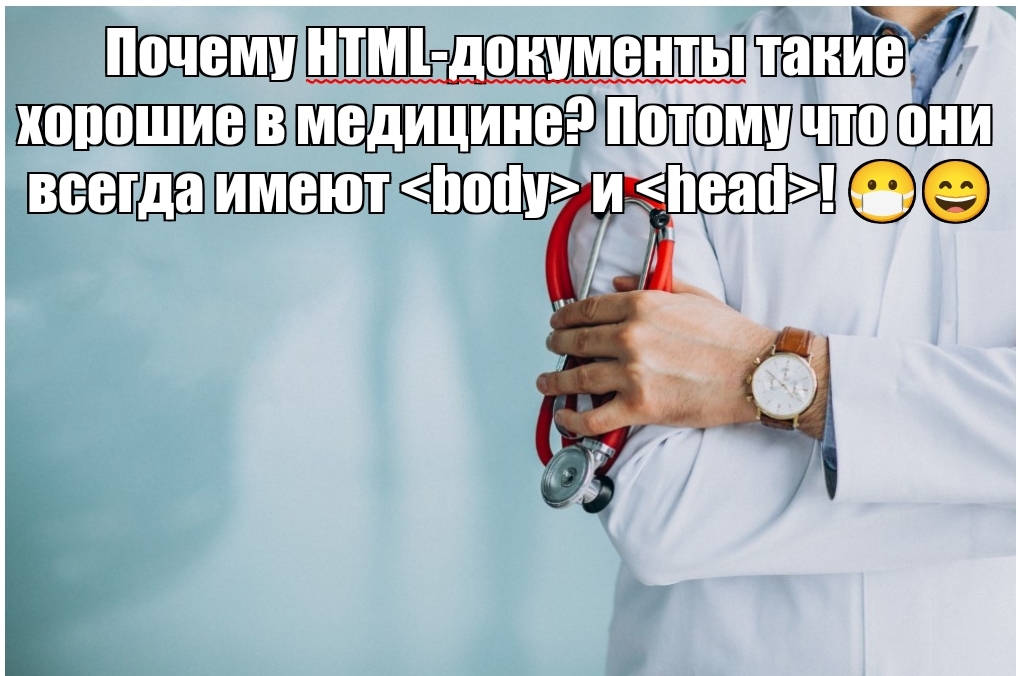 Почему HTML-документы такие
хорошие в медицине? Потому что они
всегда имеют <body> и <head>! 😷😄